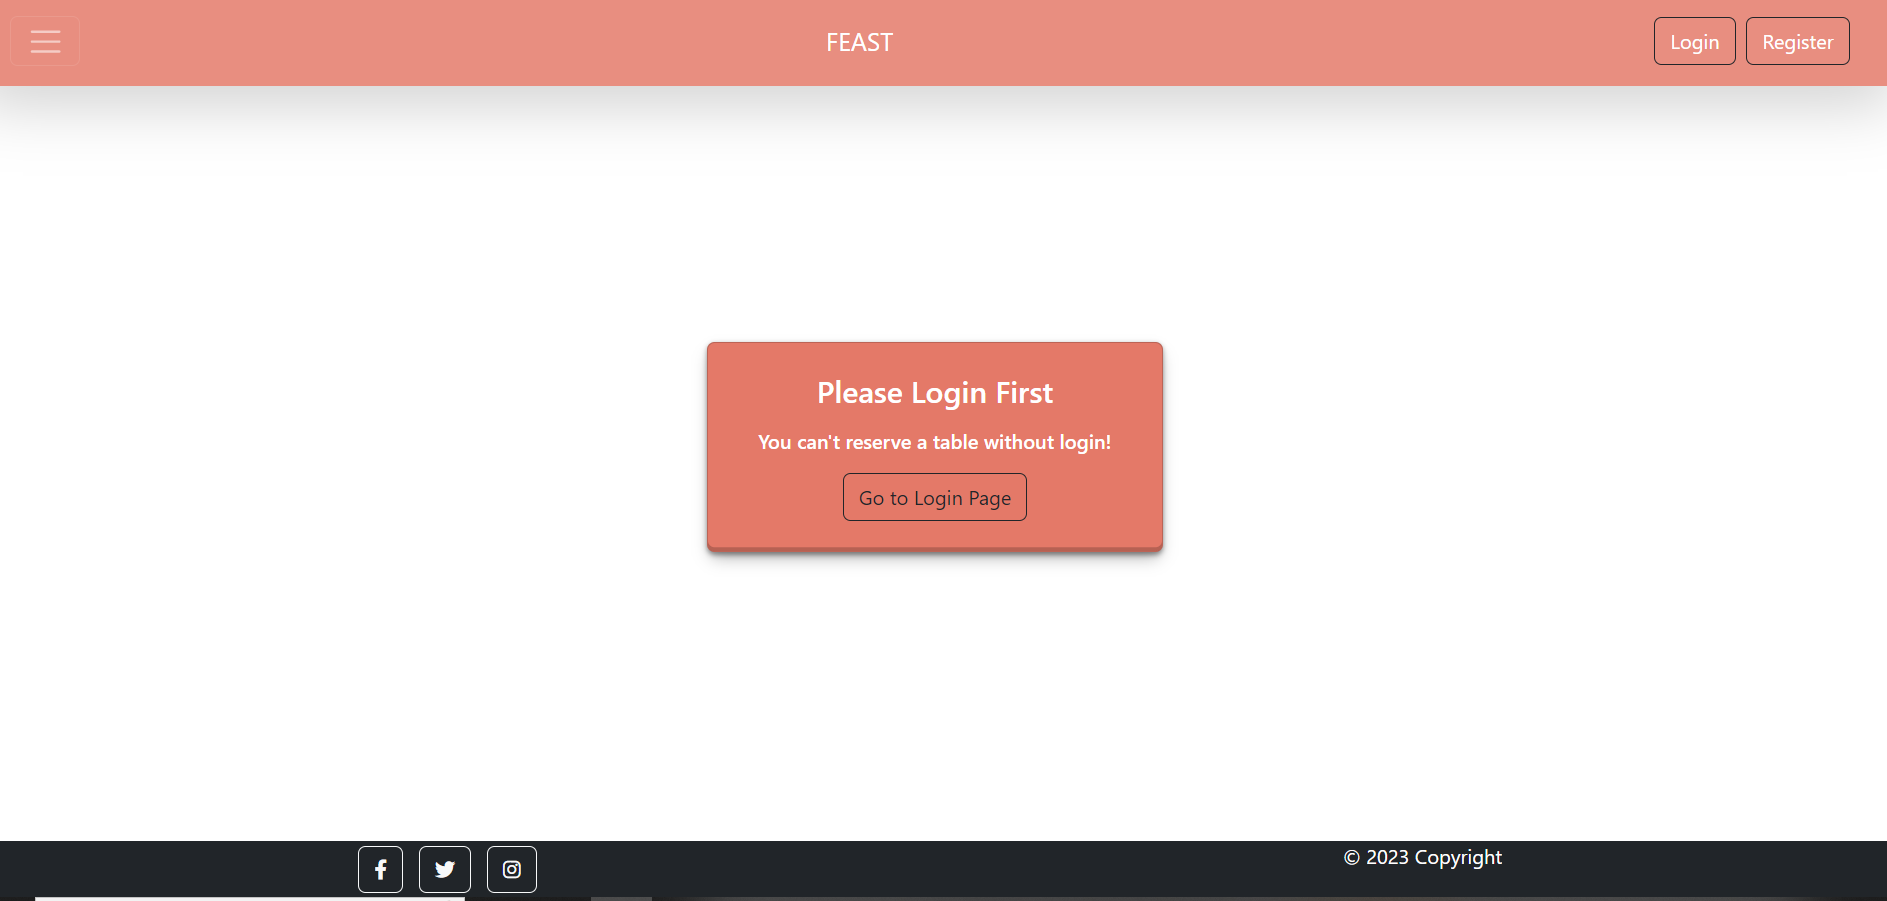 FEAST
Login
Register
Please Login First
You can't reserve a table without login!
Go to Login Page
© 2023 Copyright